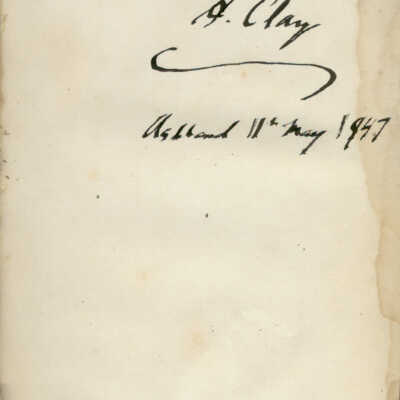 H. Clay
Ashland 11th May 1847